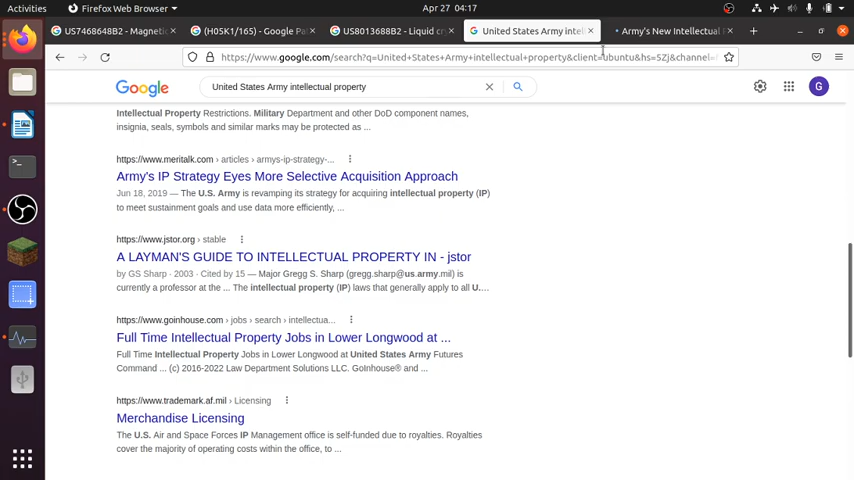 Activities Firefox Web Browser Apr 27 04:17
US7468648B2 - Magnetic (H05K1/165) - Google Pa US8013688B2 - Liquid cr United States Army intell Army's New Intellectual
https://www.google.com/search?q=United+States+Army+intellectual+property&client=ubuntu&hs=5Zj&channel=
Google United States Army intellectual property G
Intellectual Property Restrictions. Military Department and other DoD component names,
insignia, seals, symbols and similar marks may be protected as ...
https://www.meritalk.com › articles › armys-ip-strategy-...
Army's IP Strategy Eyes More Selective Acquisition Approach
Jun 18, 2019 — The U.S. Army is revamping its strategy for acquiring intellectual property (IP)
to meet sustainment goals and use data more efficiently, ...
https://www.jstor.org › stable
A LAYMAN'S GUIDE TO INTELLECTUAL PROPERTY IN - jstor
by GS Sharp · 2003 · Cited by 15 — Major Gregg S. Sharp (gregg.sharp@us.army.mil) is
currently a professor at the ... The intellectual property (IP) laws that generally apply to all U....
https://www.goinhouse.com › jobs › search › intellectua...
Full Time Intellectual Property Jobs in Lower Longwood at ...
Full Time Intellectual Property Jobs in Lower Longwood at United States Army Futures
Command ... (c) 2016-2022 Law Department Solutions LLC. GoInhouse® and ...
https://www.trademark.af.mil › Licensing
Merchandise Licensing
The U.S. Air and Space Forces IP Management office is self-funded due to royalties. Royalties
cover the majority of operating costs within the office, to ...